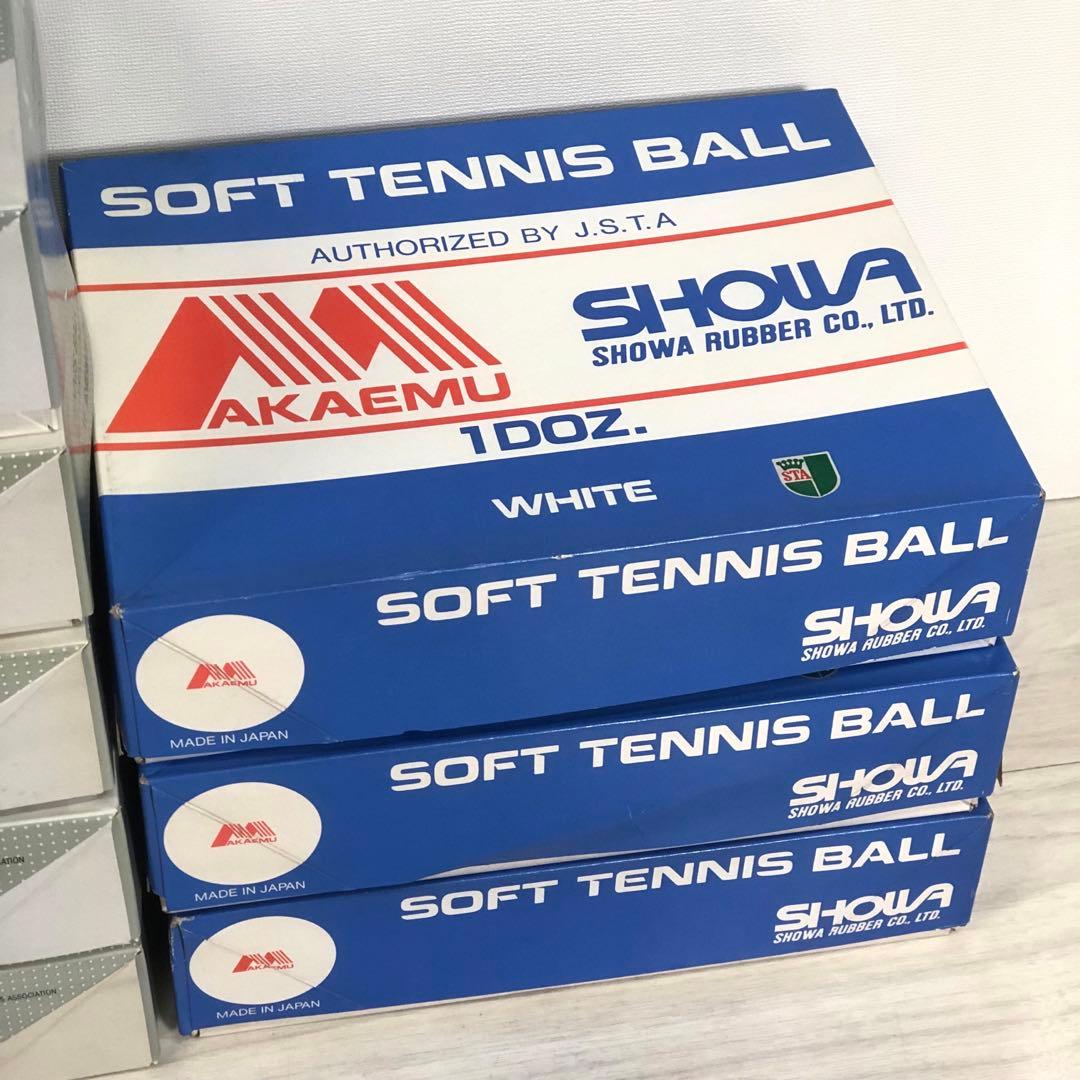 SOFT TENNIS BALL
AUTHORIZED BY J.S.T.A
AKAEMU
SHOWA
SHOWA RUBBER CO., LTD.
1DOZ.
WHITE
STA
SOFT TENNIS BALL
SHOWA
SHOWA RUBBER CO., LTD.
AKAEMU
MADE IN JAPAN
SOFT TENNIS BALL
SHOWA
SHOWA RUBBER CO., LTD.
AKAEMU
MADE IN JAPAN
SOFT TENNIS BALL
SHOWA
SHOWA RUBBER CO., LTD.
AKAEMU
MADE IN JAPAN
ASSOCIATION